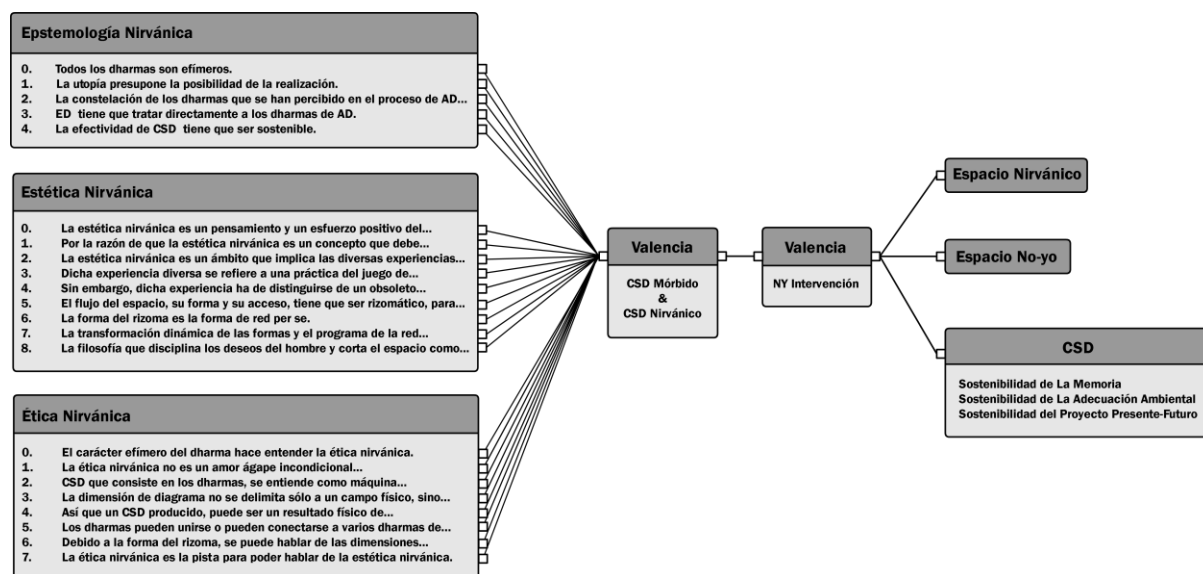 Epstemología Nirvánica
0. Todos los dharmas son efímeros.
1. La utopía presupone la posibilidad de la realización.
2. La constelación de los dharmas que se han percibido en el proceso de AD...
3. ED tiene que tratar directamente a los dharmas de AD.
4. La efectividad de CSD tiene que ser sostenible.
Estética Nirvánica
0. La estética nirvánica es un pensamiento y un esfuerzo positivo del...
1. Por la razón de que la estética nirvánica es un concepto que debe...
2. La estética nirvánica es un ámbito que implica las diversas experiencias...
3. Dicha experiencia diversa se refiere a una práctica del juego de...
4. Sin embargo, dicha experiencia ha de distinguirse de un obsoleto...
5. El flujo del espacio, su forma y su acceso, tiene que ser rizomático, para...
6. La forma del rizoma es la forma de red per se.
7. La transformación dinámica de las formas y el programa de la red...
8. La filosofía que disciplina los deseos del hombre y corta el espacio como...
Ética Nirvánica
0. El carácter efímero del dharma hace entender la ética nirvánica.
1. La ética nirvánica no es un amor ágape incondicional...
2. CSD que consiste en los dharmas, se entiende como máquina...
3. La dimensión de diagrama no se delimita sólo a un campo físico, sino...
4. Así que un CSD producido, puede ser un resultado físico de...
5. Los dharmas pueden unirse o pueden conectarse a varios dharmas de...
6. Debido a la forma del rizoma, se puede hablar de las dimensiones...
7. La ética nirvánica es la pista para poder hablar de la estética nirvánica.
Valencia
CSD Mórbido
&
CSD Nirvánico
Valencia
NY Intervención
Espacio Nirvánico
Espacio No-yo
CSD
Sostenibilidad de La Memoria
Sostenibilidad de La Adecuación Ambiental
Sostenibilidad del Proyecto Presente-Futuro